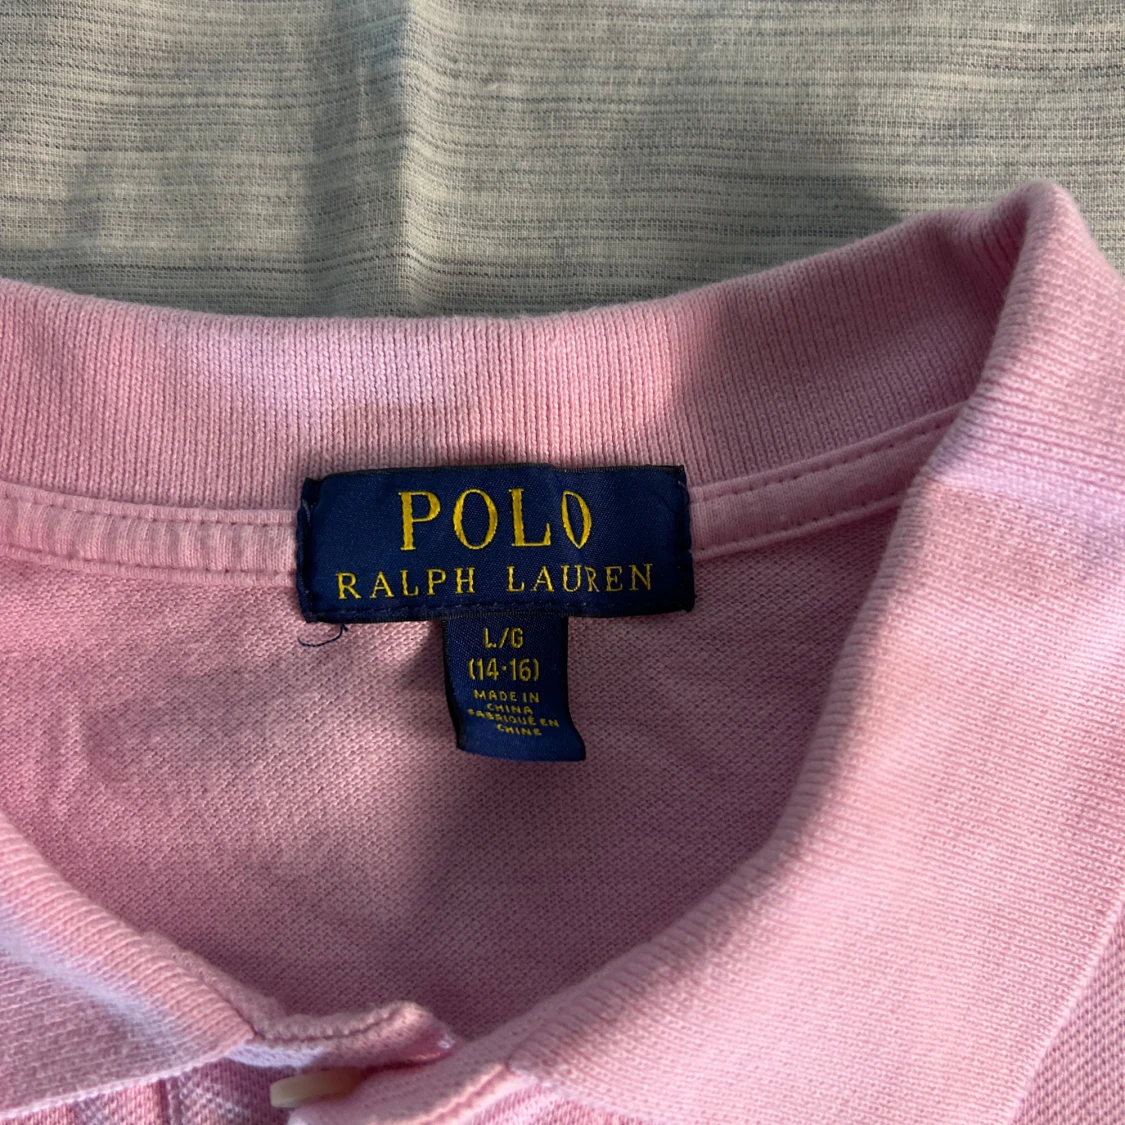 POLO
RALPH LAUREN
L/G
(14-16)
MADE IN
CHINA
FABRIQUÉ EN
CHINE